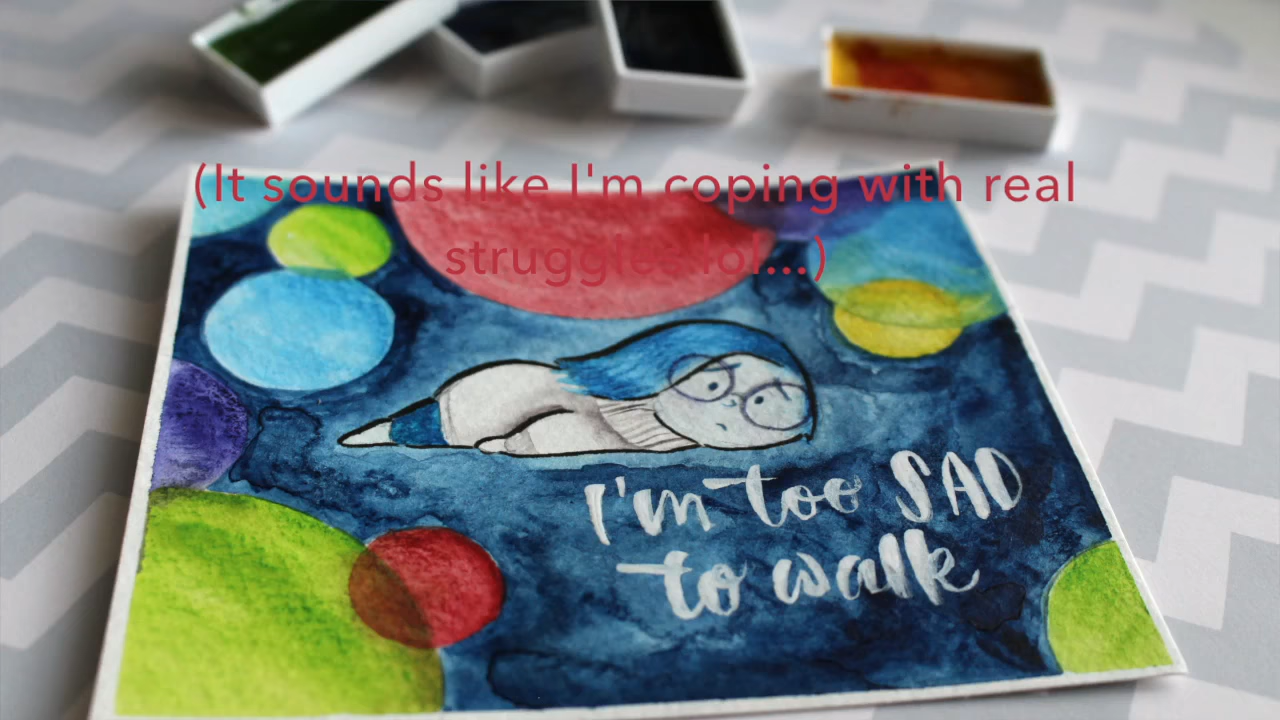 (It sounds like I'm coping with real
struggles lol...)
I'm too SAD
to walk